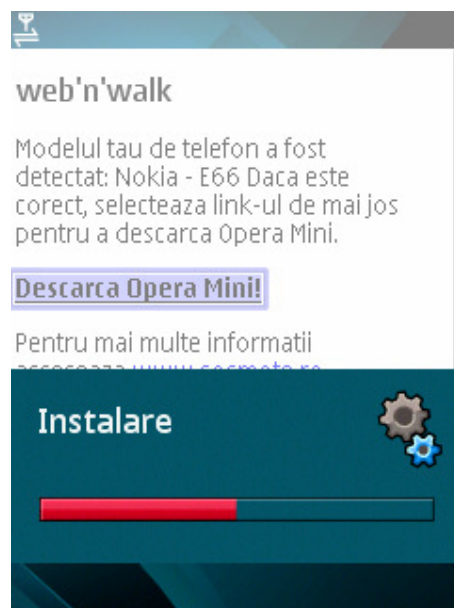 web'n'walk
Modelul tau de telefon a fost
detectat: Nokia - E66 Daca este
corect, selecteaza link-ul de mai jos
pentru a descarca Opera Mini.
Descarca Opera Mini!
Pentru mai multe informatii
Instalare